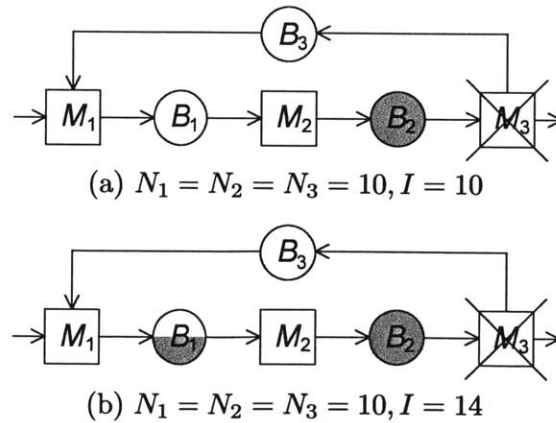 B₃
M₁ B₁ M₂ B₂ M₃
(a) N₁ = N₂ = N₃ = 10, I = 10
B₃
M₁ B₁ M₂ B₂ M₃
(b) N₁ = N₂ = N₃ = 10, I = 14